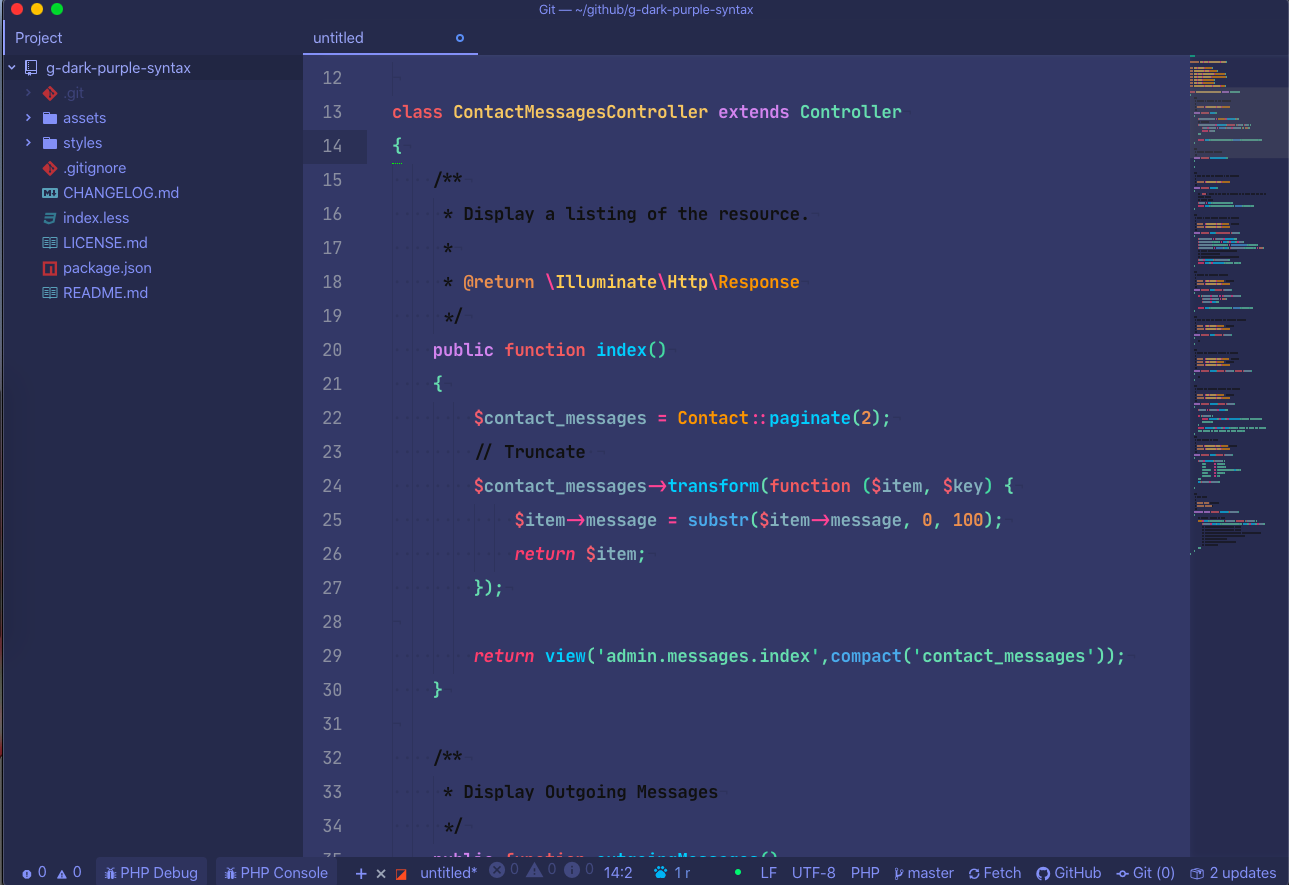 Git — ~/github/g-dark-purple-syntax
Project
untitled
g-dark-purple-syntax
.git
assets
styles
.gitignore
CHANGELOG.md
index.less
LICENSE.md
package.json
README.md
12
13 class ContactMessagesController extends Controller
14 {
15 /**
16 * Display a listing of the resource.
17 *
18 * @return \Illuminate\Http\Response
19 */
20 public function index()
21 {
22 $contact_messages = Contact::paginate(2);
23 // Truncate
24 $contact_messages->transform(function ($item, $key) {
25 $item->message = substr($item->message, 0, 100);
26 return $item;
27 });
28
29 return view('admin.messages.index',compact('contact_messages'));
30 }
31
32 /**
33 * Display Outgoing Messages
34 */
35 public function outgoingMessages()
0 0 PHP Debug PHP Console + × untitled* 0 0 0 14:2 1 r LF UTF-8 PHP master Fetch GitHub Git (0) 2 updates